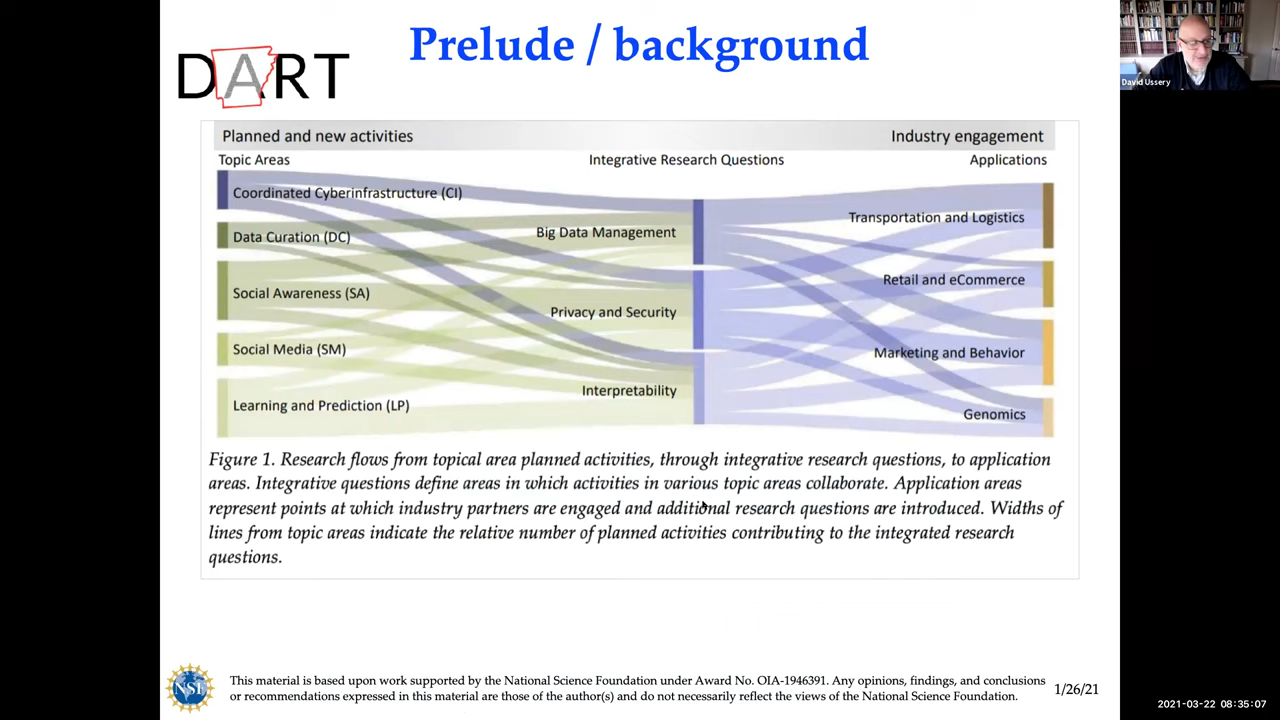 Prelude / background
DART
David Ussery
Planned and new activities
Industry engagement
Topic Areas
Integrative Research Questions
Applications
Coordinated Cyberinfrastructure (CI)
Data Curation (DC)
Social Awareness (SA)
Social Media (SM)
Learning and Prediction (LP)
Big Data Management
Privacy and Security
Interpretability
Transportation and Logistics
Retail and eCommerce
Marketing and Behavior
Genomics
Figure 1. Research flows from topical area planned activities, through integrative research questions, to application
areas. Integrative questions define areas in which activities in various topic areas collaborate. Application areas
represent points at which industry partners are engaged and additional research questions are introduced. Widths of
lines from topic areas indicate the relative number of planned activities contributing to the integrated research
questions.
NSF
This material is based upon work supported by the National Science Foundation under Award No. OIA-1946391. Any opinions, findings, and conclusions
or recommendations expressed in this material are those of the author(s) and do not necessarily reflect the views of the National Science Foundation.
1/26/21
2021-03-22 08:35:07